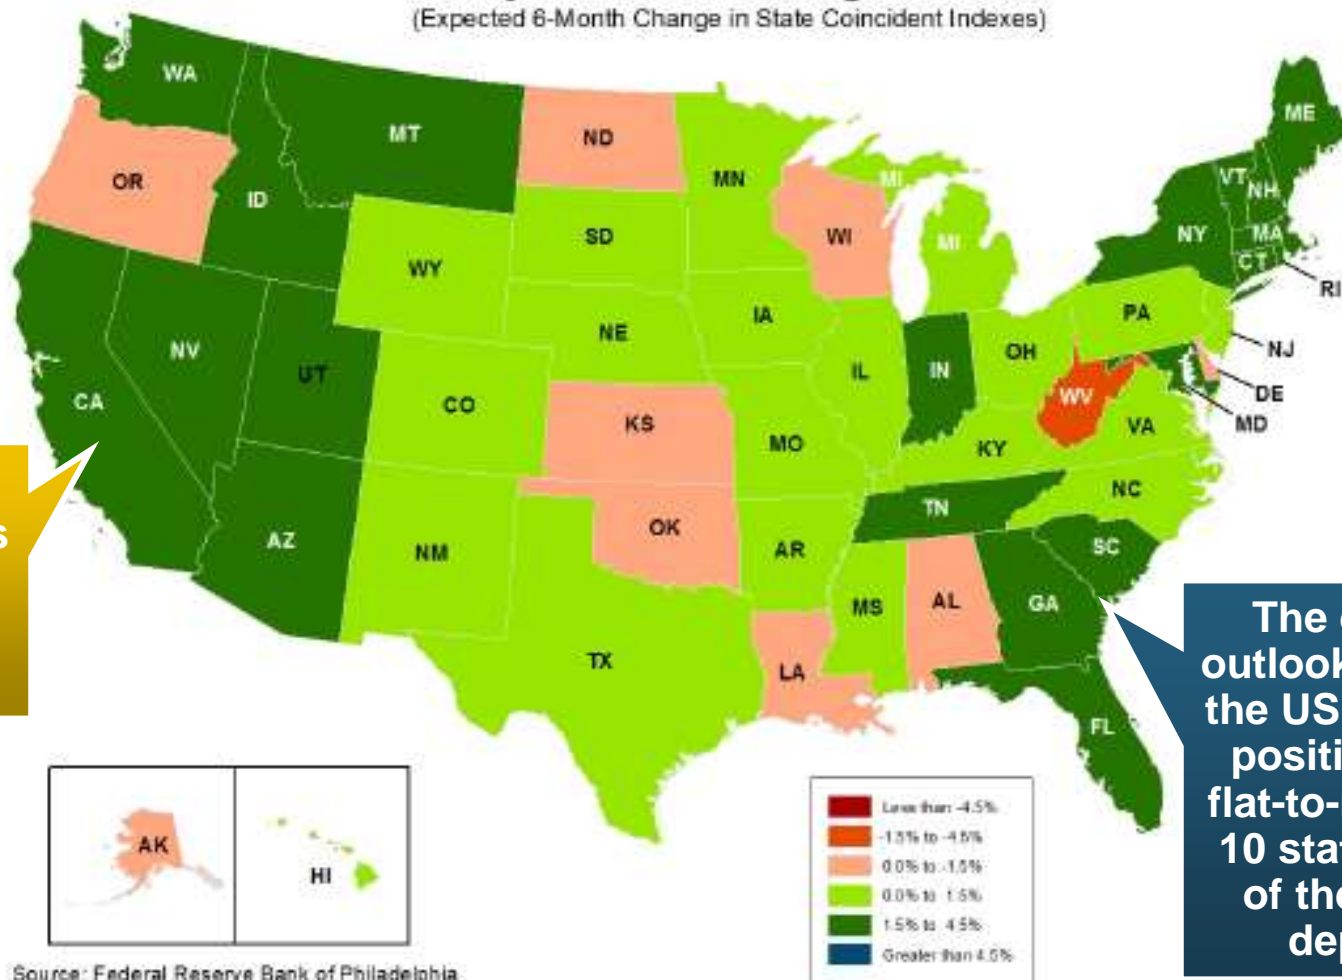 (Expected 6-Month Change in State Coincident Indexes)
WA
MT
ND
MN
ME
OR
ID
VT
NH
MI
WI
SD
WY
MI
NY
MA
CT
RI
IA
PA
NE
NV
OH
NJ
UT
IL
IN
CO
CA
WV
DE
MD
KS
VA
MO
KY
NC
TN
OK
AZ
NM
AR
SC
MS
AL
GA
TX
LA
FL
AK
HI
s
The
outlook
the US
positi
flat-to-
10 stat
of the
dep
Less than -4.5%
-1.5% to -4.5%
0.0% to -1.5%
0.0% to 1.5%
1.5% to 4.5%
Greater than 4.5%
Source: Federal Reserve Bank of Philadelphia